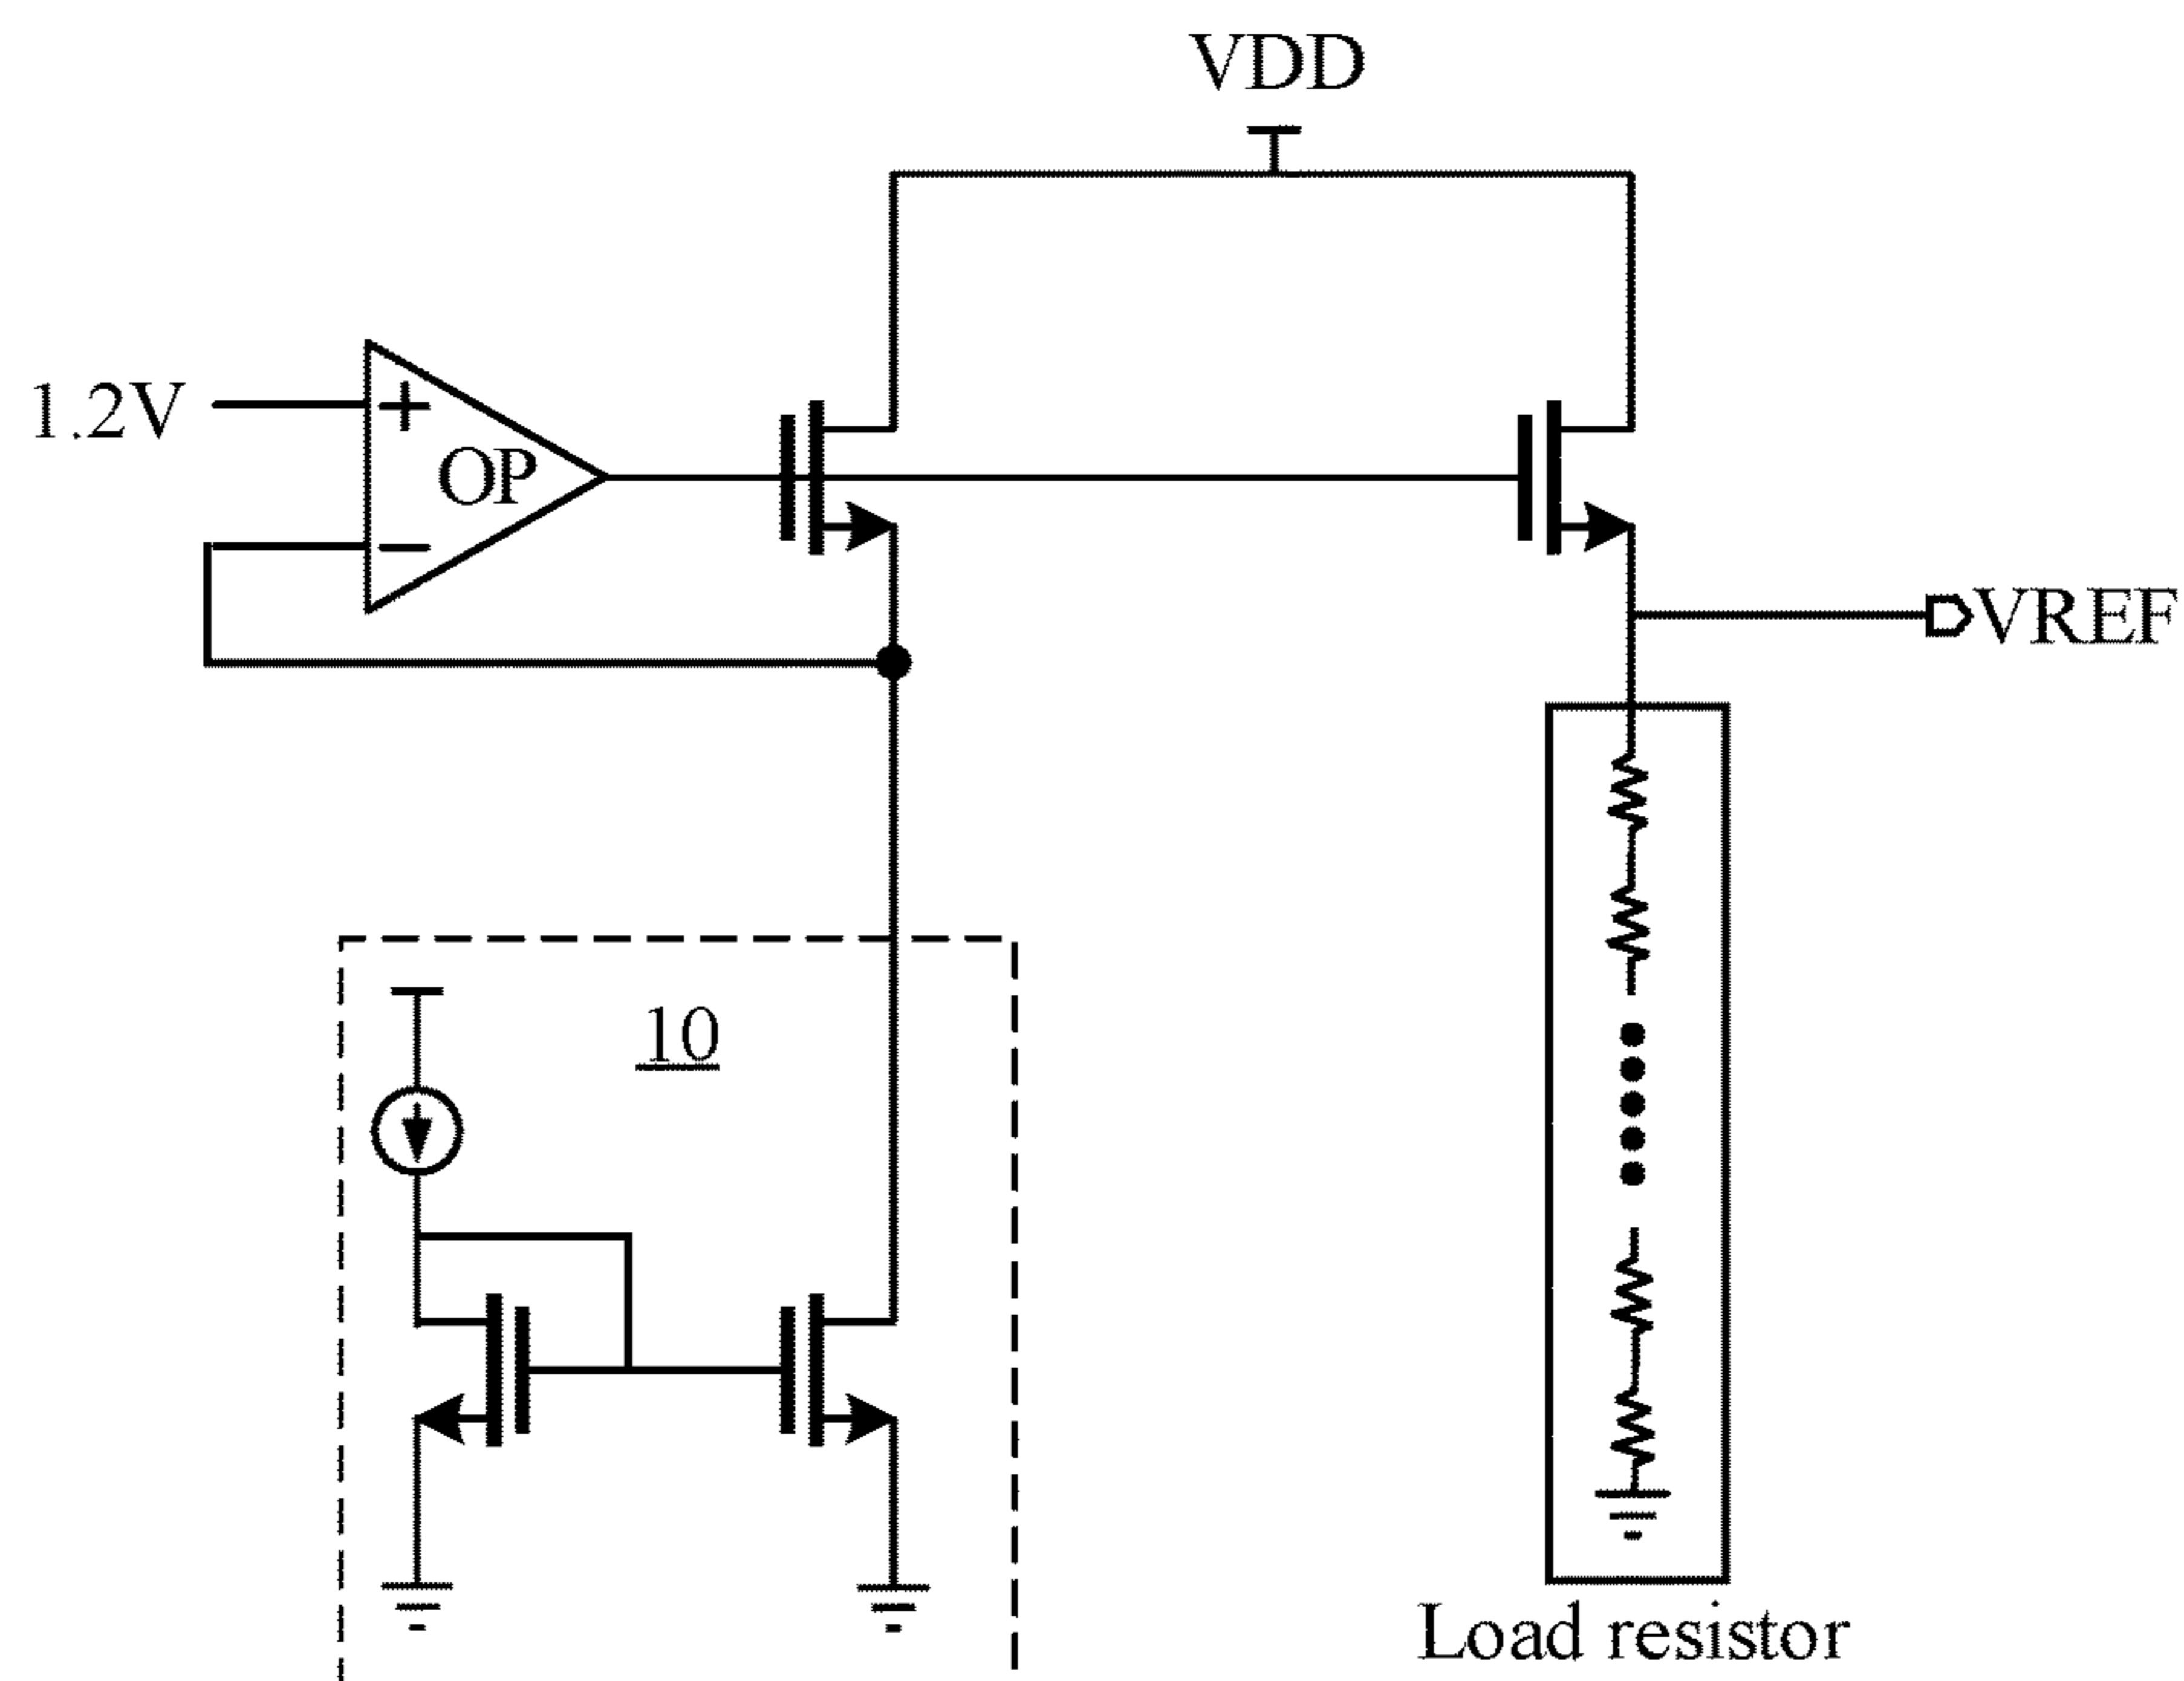 VDD
1.2V
+
OP
−
VREF
10
Load resistor